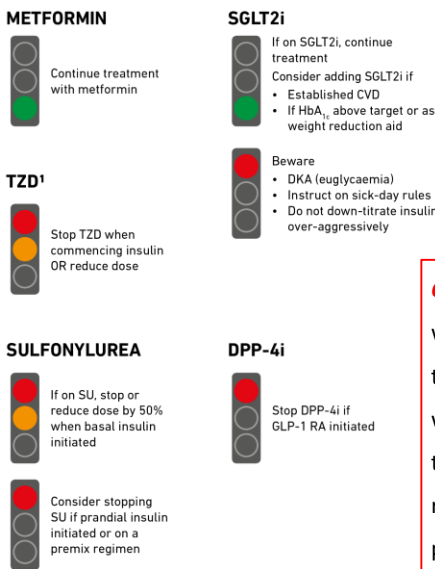 METFORMIN
Continue treatment
with metformin
TZD¹
Stop TZD when
commencing insulin
OR reduce dose
SULFONYLUREA
If on SU, stop or
reduce dose by 50%
when basal insulin
initiated
Consider stopping
SU if prandial insulin
initiated or on a
premix regimen
SGLT2i
If on SGLT2i, continue
treatment
Consider adding SGLT2i if
• Established CVD
• If HbA1c above target or as
weight reduction aid
Beware
• DKA (euglycaemia)
• Instruct on sick-day rules
• Do not down-titrate insulin
over-aggressively
DPP-4i
Stop DPP-4i if
GLP-1 RA initiated